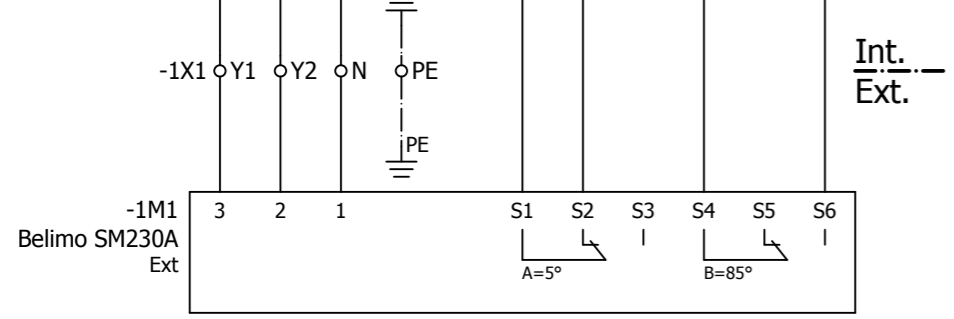 Int.
-1X1 Y1 Y2 N PE
Ext.
PE
-1M1 3 2 1 S1 S2 S3 S4 S5 S6
Belimo SM230A
Ext
A=5° B=85°